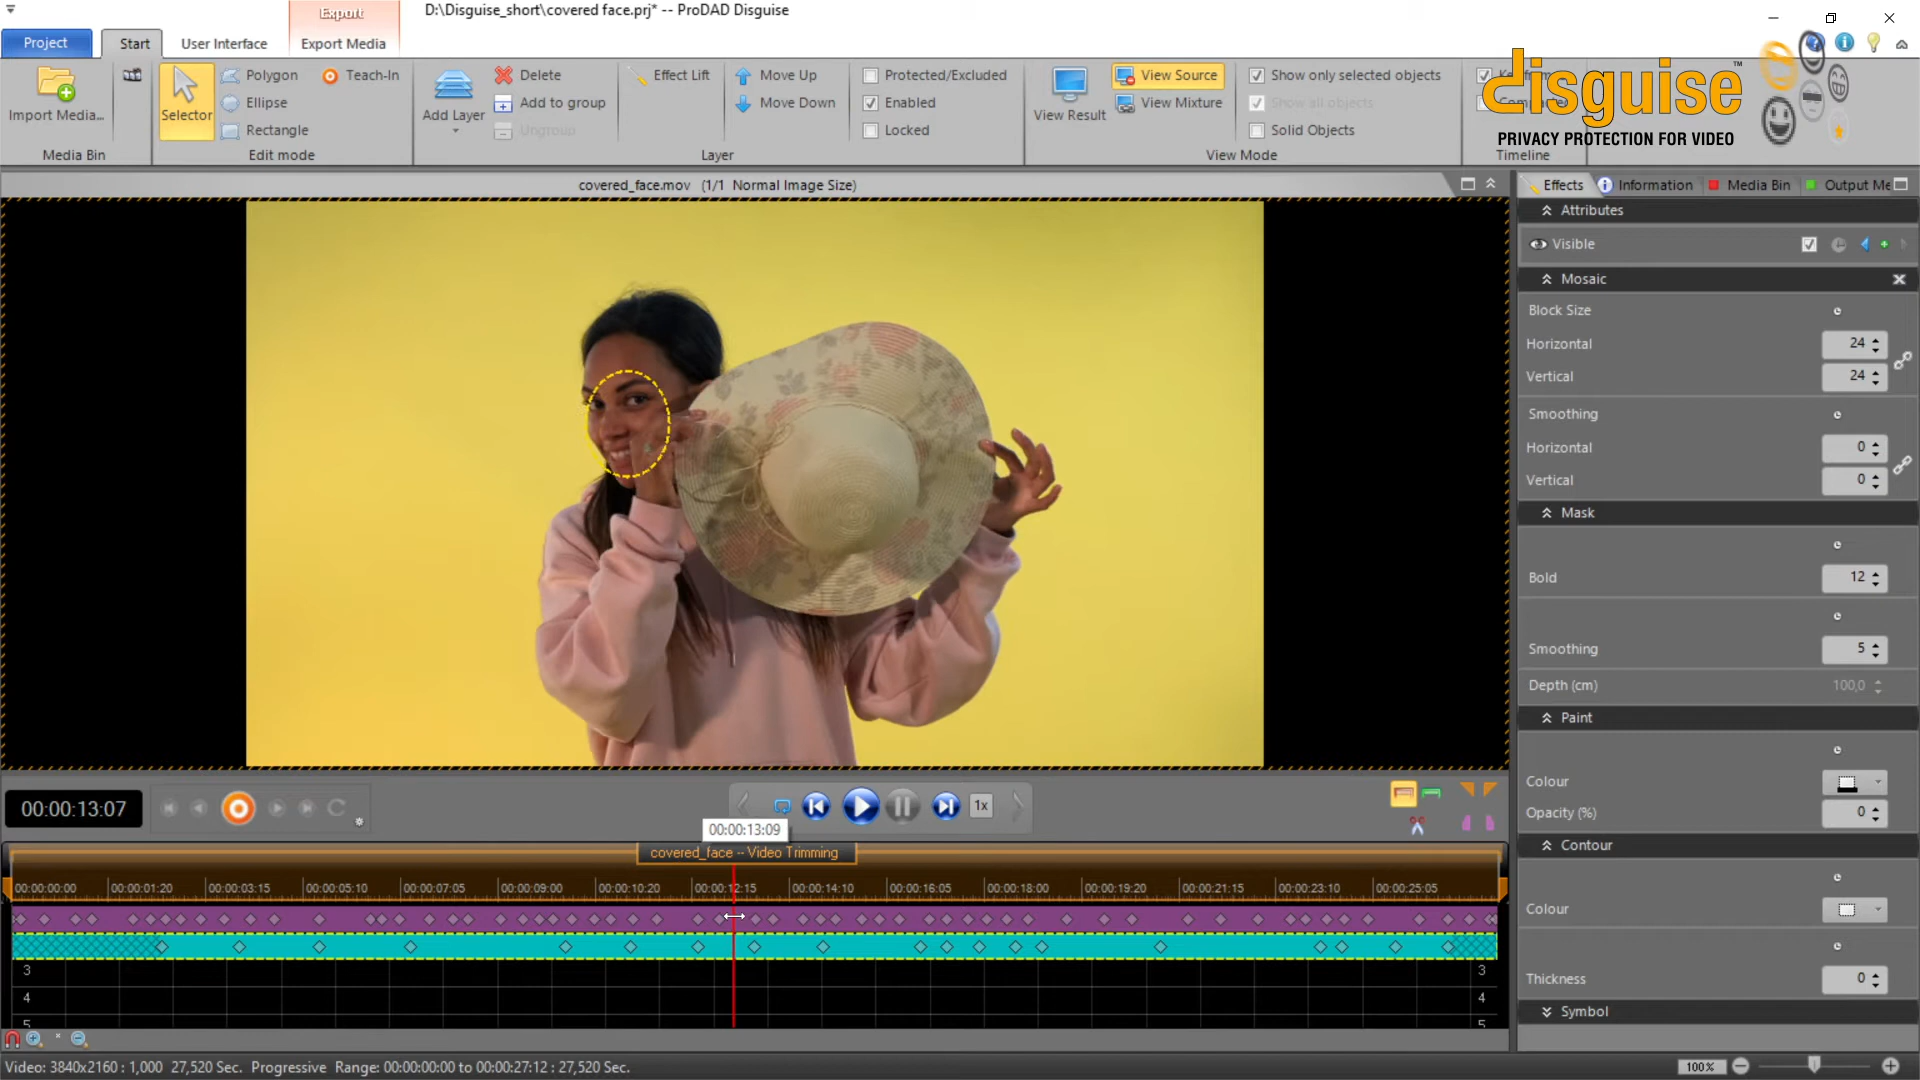 Export
D:\Disguise_short\covered face.prj* -- ProDAD Disguise
Project
Start
User Interface
Export Media
Import Media...
Media Bin
Selector
Polygon
Ellipse
Rectangle
Teach-In
Edit mode
Add Layer
Delete
Add to group
Ungroup
Effect Lift
Move Up
Move Down
Protected/Excluded
Enabled
Locked
Layer
View Result
View Source
View Mixture
Show only selected objects
Show all objects
Solid Objects
View Mode
disguise™
PRIVACY PROTECTION FOR VIDEO
Timeline
covered_face.mov (1/1 Normal Image Size)
Effects
Information
Media Bin
Output Me
Attributes
Visible
Mosaic
Block Size
Horizontal 24
Vertical 24
Smoothing
Horizontal 0
Vertical 0
Mask
Bold 12
Smoothing 5
Depth (cm) 100,0
Paint
Colour
Opacity (%) 0
Contour
Colour
Thickness 0
Symbol
00:00:13:07
1x
00:00:13:09
covered_face -- Video Trimming
00:00:00:00 00:00:01:20 00:00:03:15 00:00:05:10 00:00:07:05 00:00:09:00 00:00:10:20 00:00:12:15 00:00:14:10 00:00:16:05 00:00:18:00 00:00:19:20 00:00:21:15 00:00:23:10 00:00:25:05
3 3
4 4
5 5
Video: 3840x2160 : 1,000 27,520 Sec. Progressive Range: 00:00:00:00 to 00:00:27:12 : 27,520 Sec.
100%